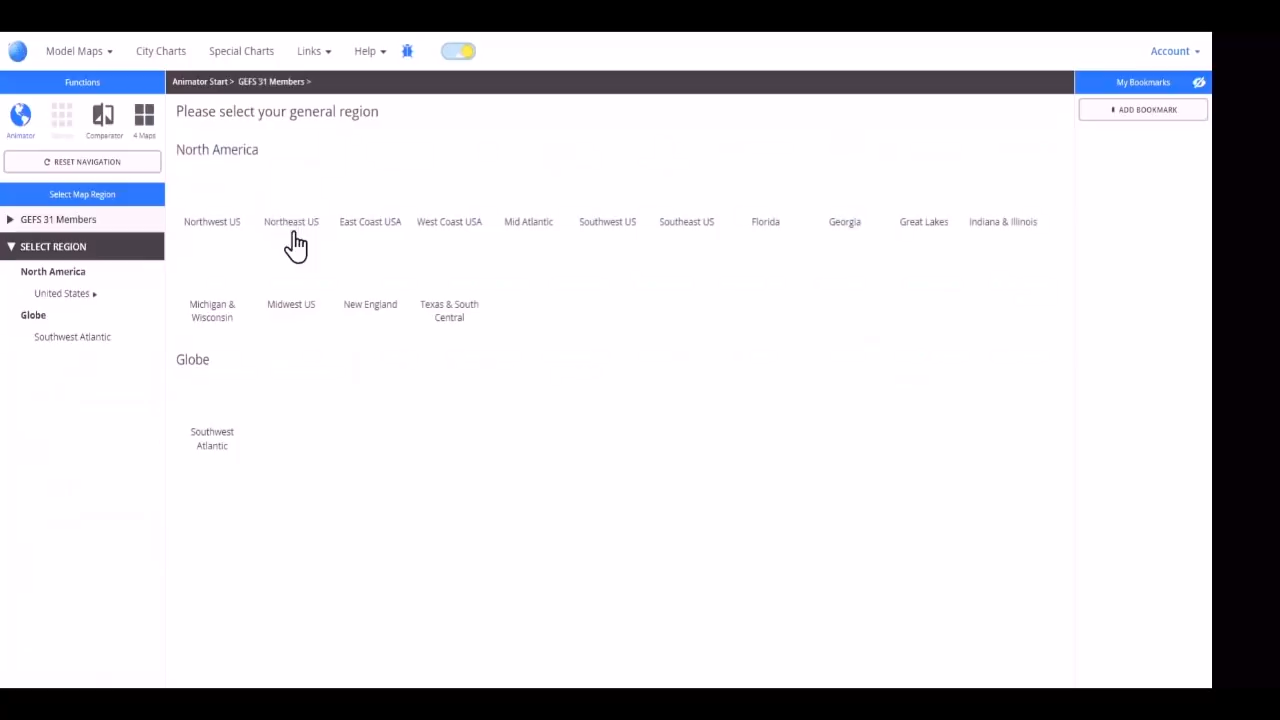 Model Maps
City Charts
Special Charts
Links
Help
Account
Functions
Animator Start > GEFS 31 Members >
My Bookmarks
Animator
Comparator
4 Maps
ADD BOOKMARK
Please select your general region
RESET NAVIGATION
North America
Select Map Region
GEFS 31 Members
SELECT REGION
North America
United States
Globe
Southwest Atlantic
Northwest US
Northeast US
East Coast USA
West Coast USA
Mid Atlantic
Southwest US
Southeast US
Florida
Georgia
Great Lakes
Indiana & Illinois
Michigan &
Wisconsin
Midwest US
New England
Texas & South
Central
Globe
Southwest
Atlantic